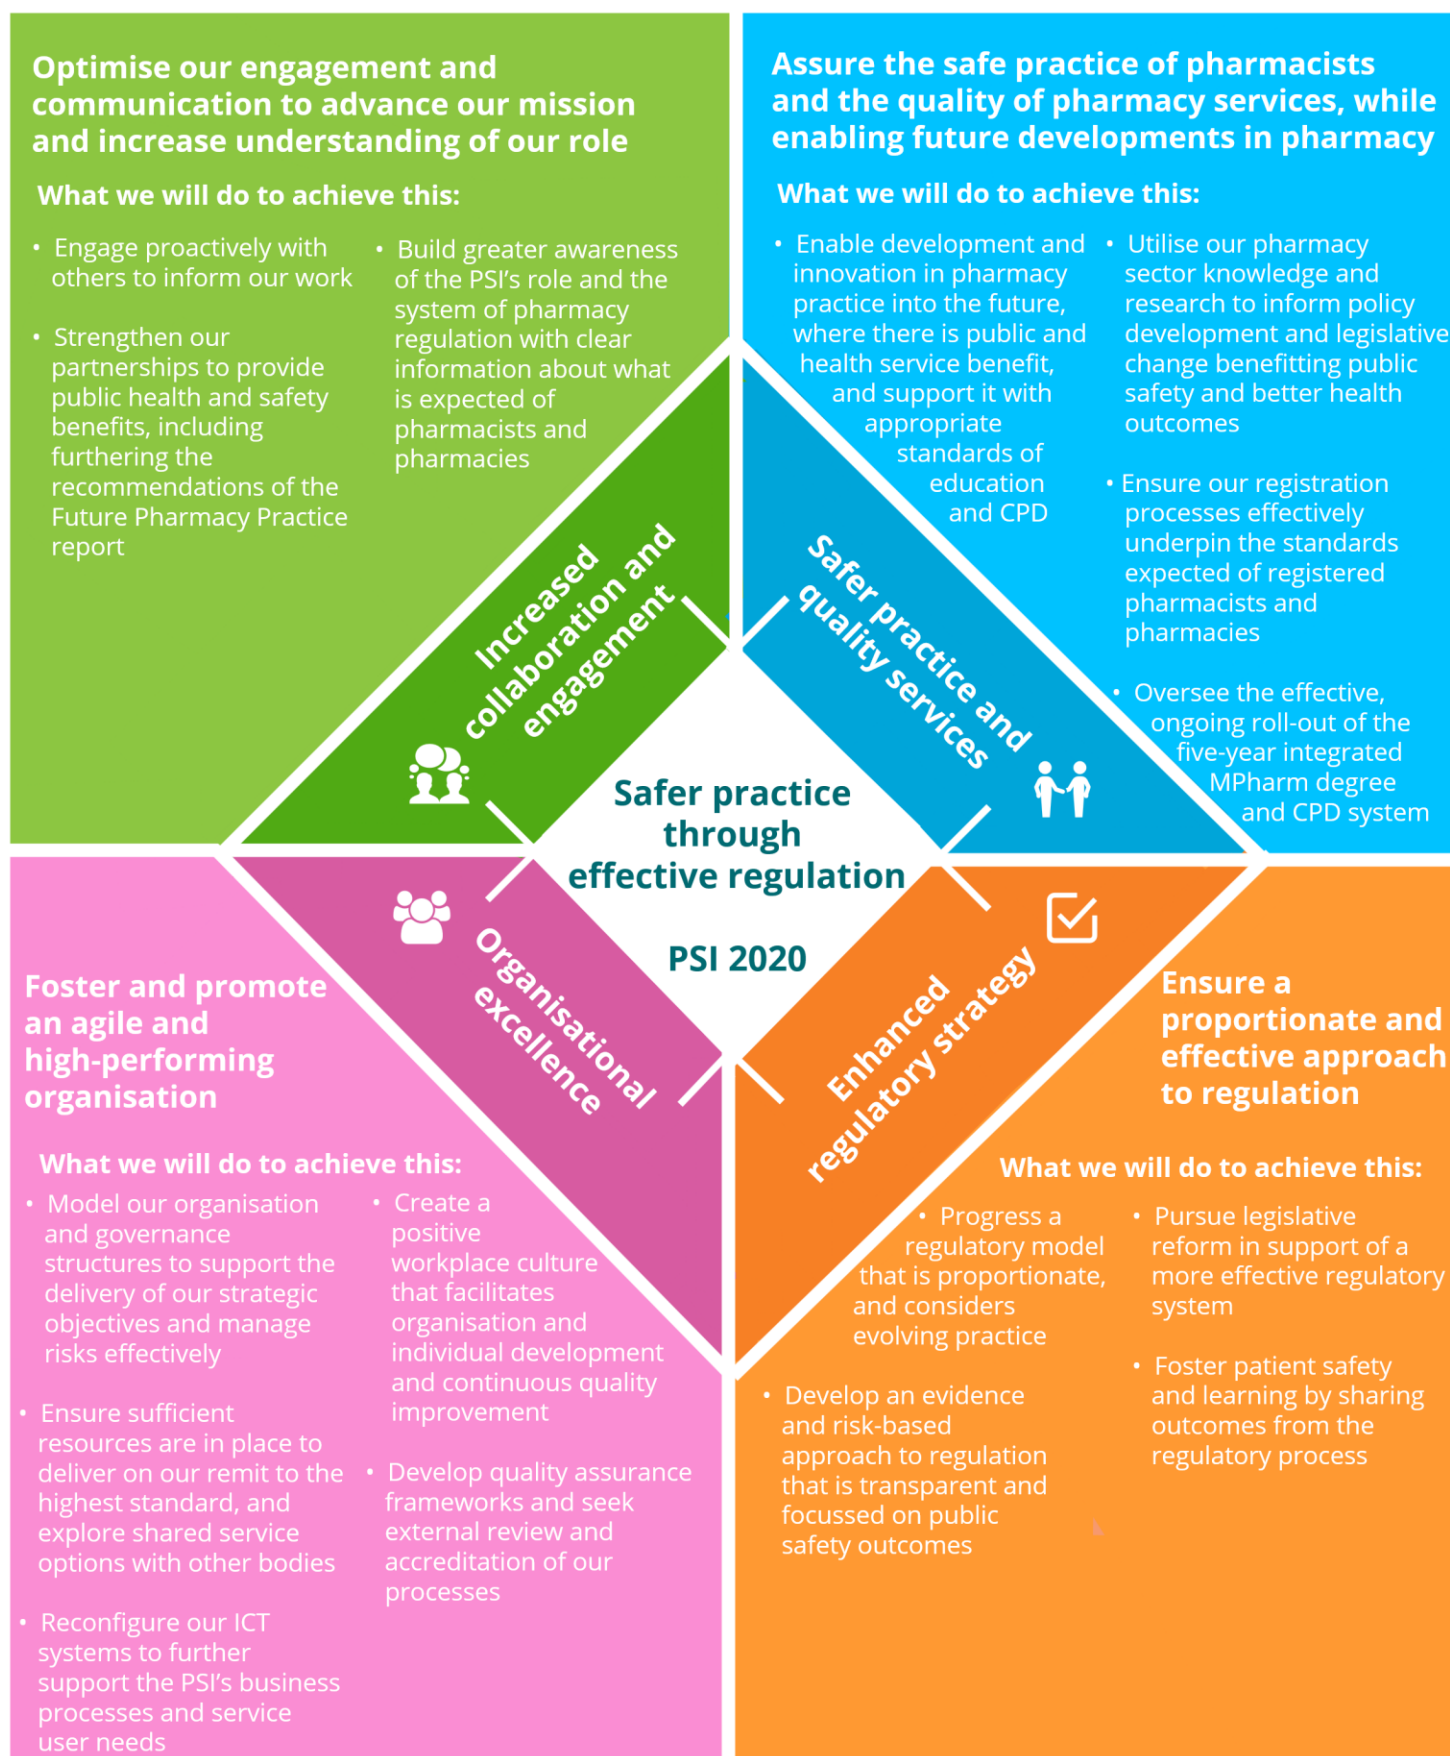 Optimise our engagement and
communication to advance our mission
and increase understanding of our role
What we will do to achieve this:
• Engage proactively with
others to inform our work
• Strengthen our
partnerships to provide
public health and safety
benefits, including
furthering the
recommendations of the
Future Pharmacy Practice
report
• Build greater awareness
of the PSI's role and the
system of pharmacy
regulation with clear
information about what
is expected of
pharmacists and
pharmacies
Increased
collaboration and
engagement
Assure the safe practice of pharmacists
and the quality of pharmacy services, while
enabling future developments in pharmacy
What we will do to achieve this:
• Enable development and
innovation in pharmacy
practice into the future,
where there is public and
health service benefit,
and support it with
appropriate
standards of
education
and CPD
• Utilise our pharmacy
sector knowledge and
research to inform policy
development and legislative
change benefitting public
safety and better health
outcomes
• Ensure our registration
processes effectively
underpin the standards
expected of registered
pharmacists and
pharmacies
• Oversee the effective,
ongoing roll-out of the
five-year integrated
MPharm degree
and CPD system
Safer practice and
quality services
Safer practice
through
effective regulation
PSI 2020
Organisational
excellence
Foster and promote
an agile and
high-performing
organisation
What we will do to achieve this:
• Model our organisation
and governance
structures to support the
delivery of our strategic
objectives and manage
risks effectively
• Ensure sufficient
resources are in place to
deliver on our remit to the
highest standard, and
explore shared service
options with other bodies
• Reconfigure our ICT
systems to further
support the PSI's business
processes and service
user needs
• Create a
positive
workplace culture
that facilitates
organisation and
individual development
and continuous quality
improvement
• Develop quality assurance
frameworks and seek
external review and
accreditation of our
processes
Enhanced
regulatory strategy
Ensure a
proportionate and
effective approach
to regulation
What we will do to achieve this:
• Progress a
regulatory model
that is proportionate,
and considers
evolving practice
• Develop an evidence
and risk-based
approach to regulation
that is transparent and
focussed on public
safety outcomes
• Pursue legislative
reform in support of a
more effective regulatory
system
• Foster patient safety
and learning by sharing
outcomes from the
regulatory process